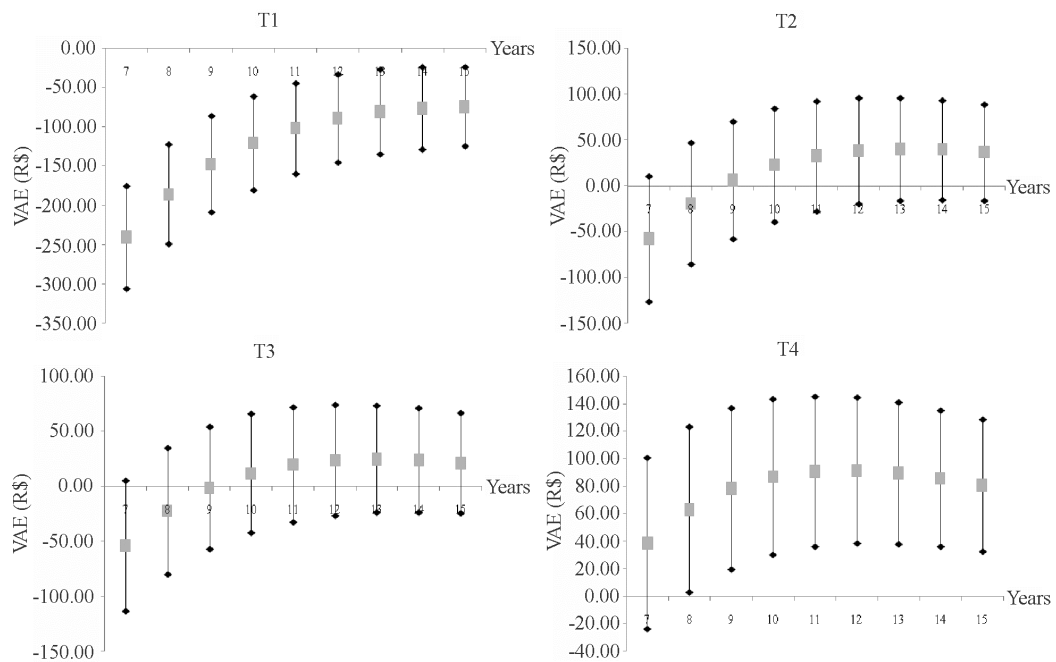 T1
0.00
-50.00
-100.00
-150.00
-200.00
-250.00
-300.00
-350.00
VAE (R$)
7 8 9 10 11 12 13 14 15
Years
T2
150.00
100.00
50.00
0.00
-50.00
-100.00
-150.00
VAE (R$)
7 8 9 10 11 12 13 14 15
Years
T3
100.00
50.00
0.00
-50.00
-100.00
-150.00
VAE (R$)
7 8 9 10 11 12 13 14 15
Years
T4
160.00
140.00
120.00
100.00
80.00
60.00
40.00
20.00
0.00
-20.00
-40.00
VAE (R$)
7 8 9 10 11 12 13 14 15
Years